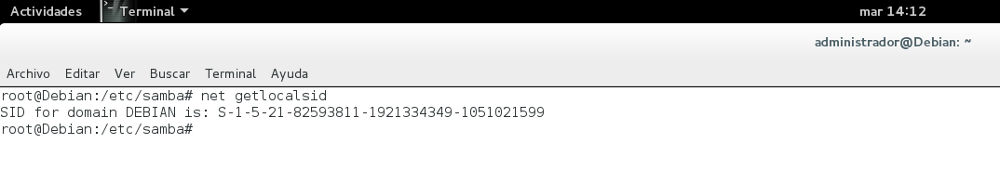 Actividades Terminal mar 14:12
administrador@Debian: ~
Archivo Editar Ver Buscar Terminal Ayuda
root@Debian:/etc/samba# net getlocalsid
SID for domain DEBIAN is: S-1-5-21-82593811-1921334349-1051021599
root@Debian:/etc/samba#